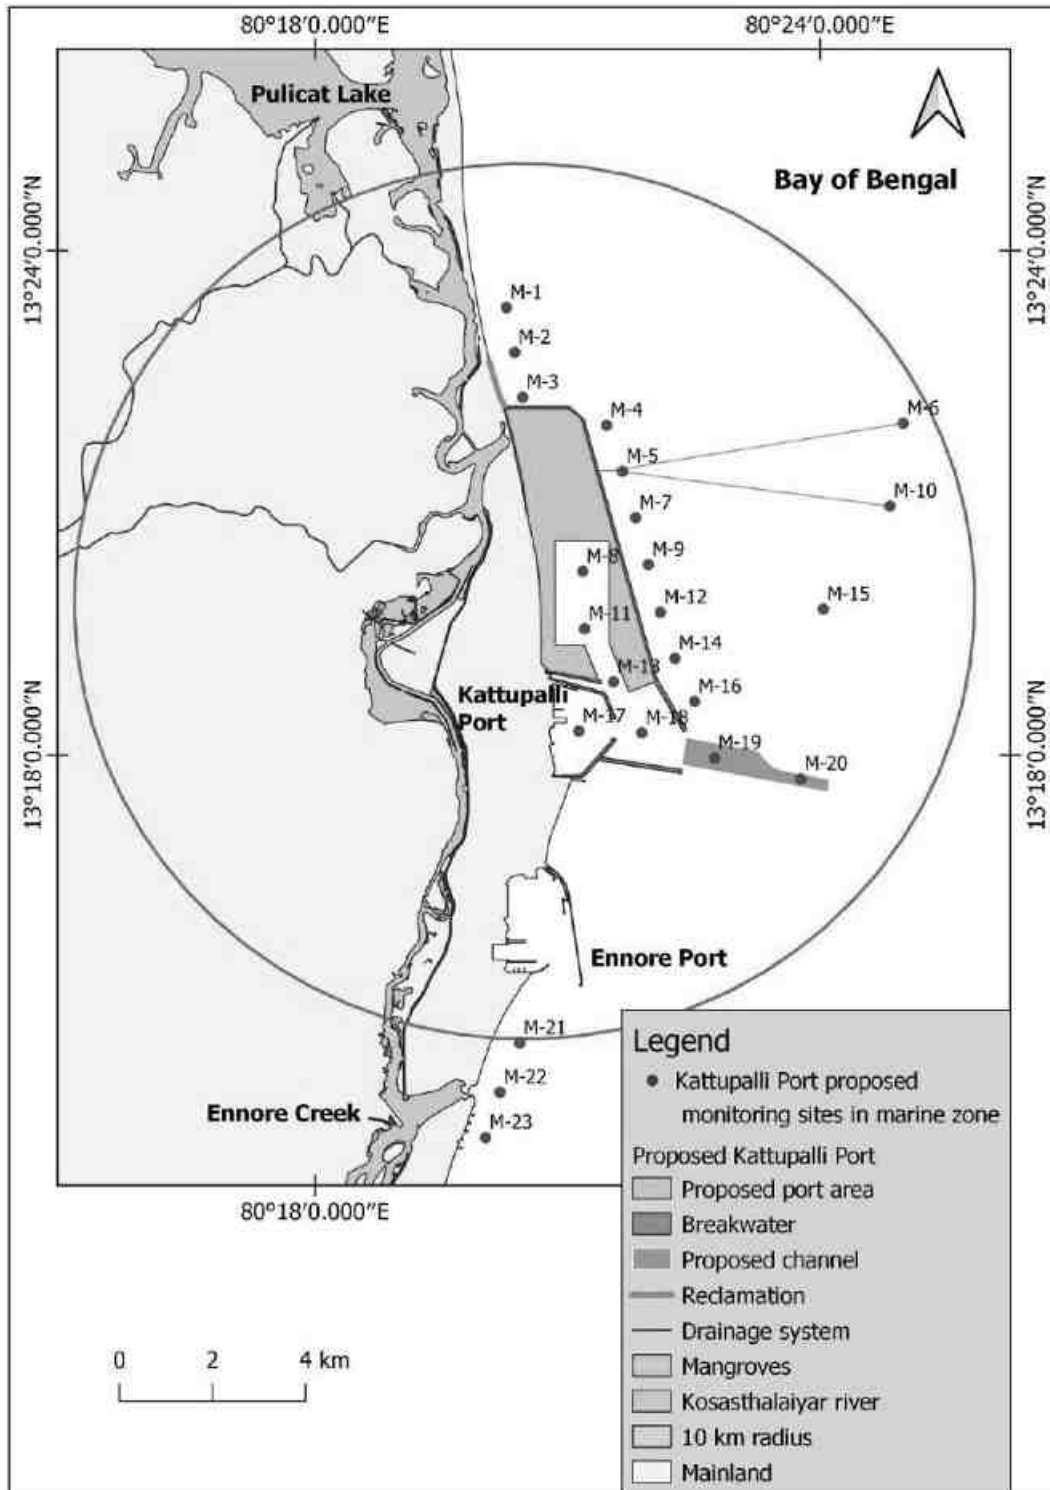 80°18'0.000"E
80°24'0.000"E
Pulicat Lake
Bay of Bengal
13°24'0.000"N
13°24'0.000"N
M-1
M-2
M-3
M-4
M-6
M-5
M-10
M-7
M-9
M-8
M-15
M-12
M-11
M-14
M-13
Kattupalli
Port
M-16
M-17
M-18
M-19
M-20
13°18'0.000"N
13°18'0.000"N
Ennore Port
M-21
M-22
Ennore Creek
M-23
80°18'0.000"E
Legend
Kattupalli Port proposed
monitoring sites in marine zone
Proposed Kattupalli Port
Proposed port area
Breakwater
Proposed channel
Reclamation
Drainage system
Mangroves
Kosasthalaiyar river
10 km radius
Mainland
0 2 4 km